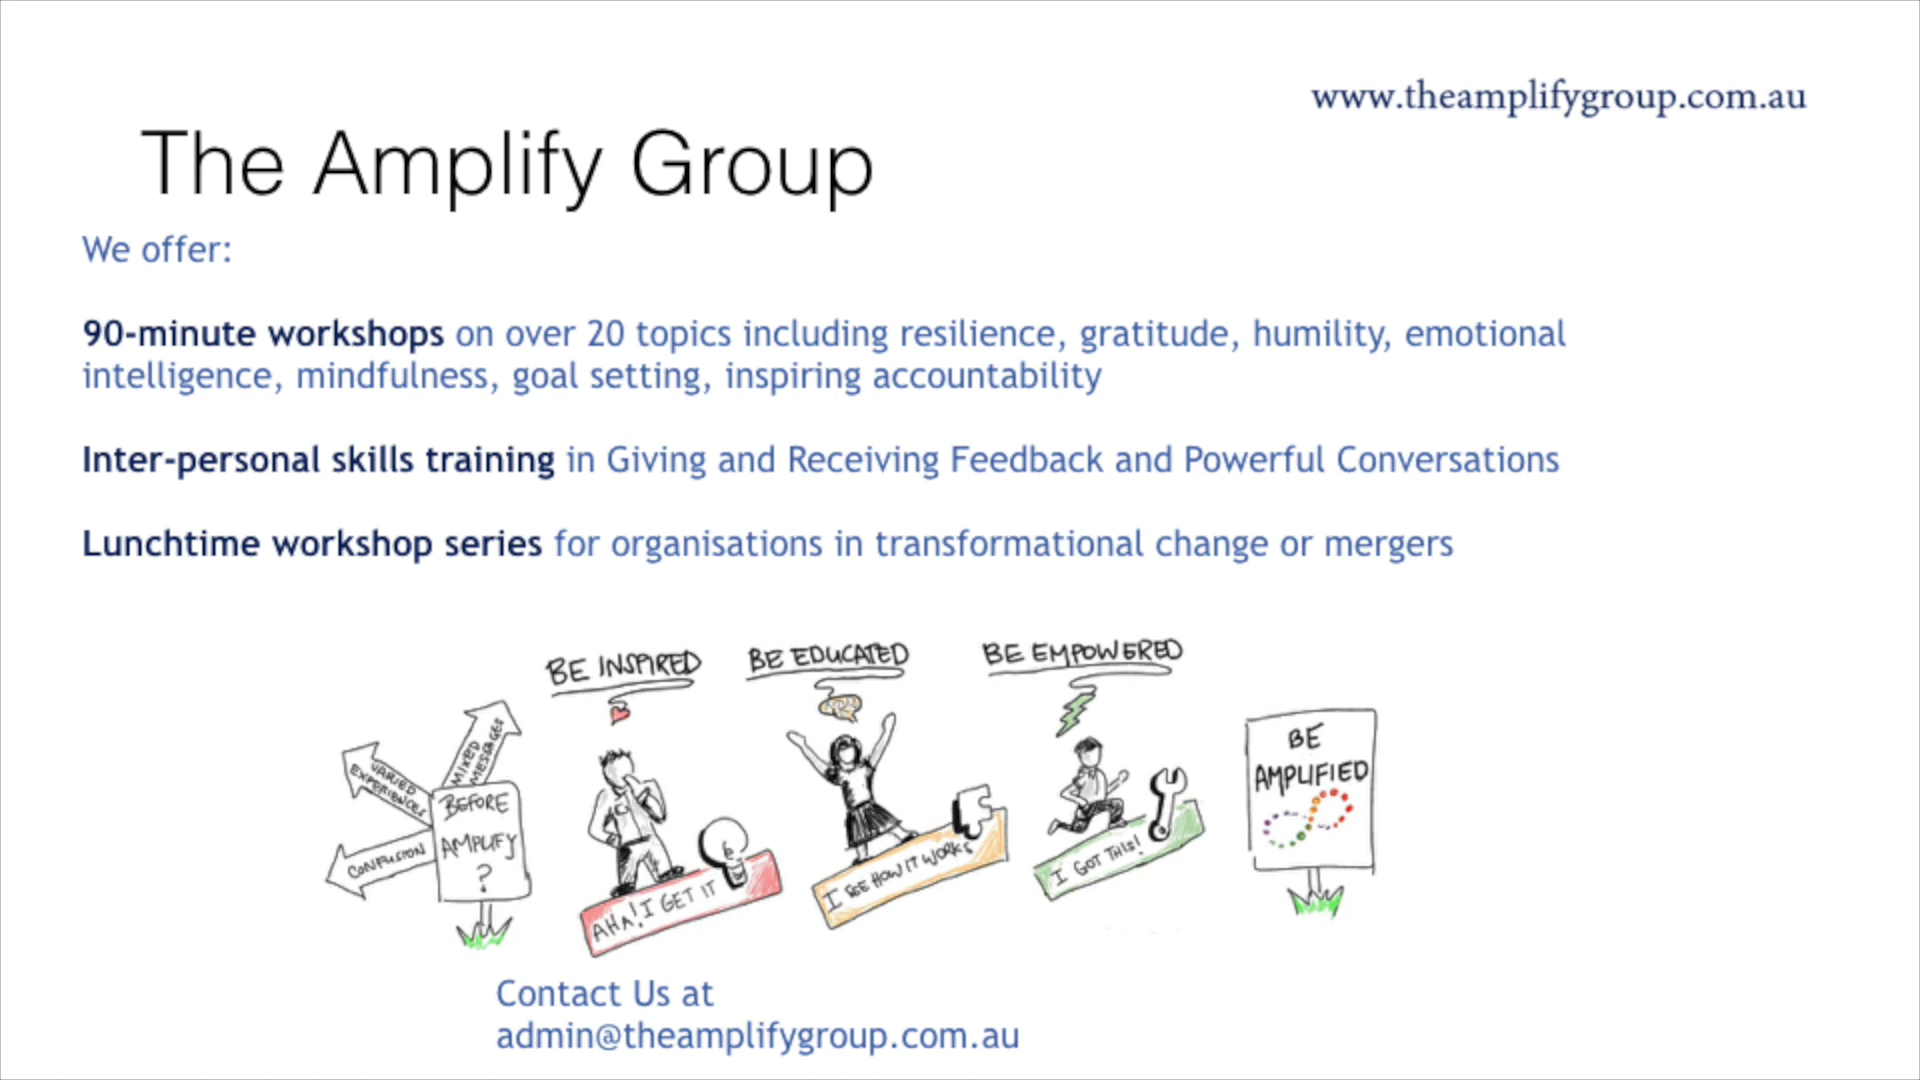 www.theamplifygroup.com.au
The Amplify Group
We offer:
90-minute workshops on over 20 topics including resilience, gratitude, humility, emotional
intelligence, mindfulness, goal setting, inspiring accountability
Inter-personal skills training in Giving and Receiving Feedback and Powerful Conversations
Lunchtime workshop series for organisations in transformational change or mergers
BE INSPIRED
BE EDUCATED
BE EMPOWERED
MIXED
MESSAGES
VARIED
EXPERIENCES
CONFUSION
BEFORE
AMPLIFY
?
AHA! I GET IT
I SEE HOW IT WORKS
I GOT THIS!
BE
AMPLIFIED
Contact Us at
admin@theamplifygroup.com.au